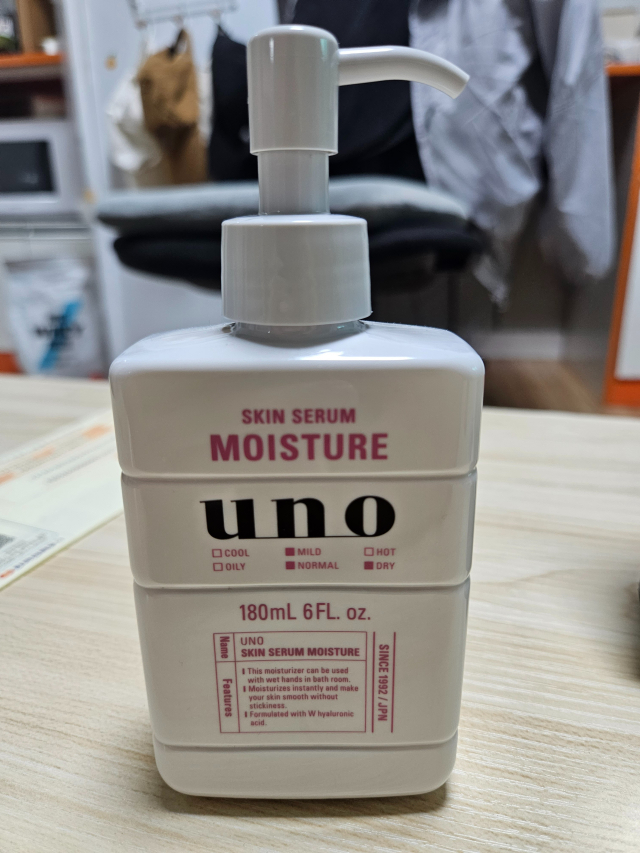 SKIN SERUM
MOISTURE
uno
COOL MILD HOT
OILY NORMAL DRY
180mL 6FL. oz.
Name
UNO
SKIN SERUM MOISTURE
Features
This moisturizer can be used
with wet hands in bath room.
Moisturizes instantly and make
your skin smooth without
stickiness.
Formulated with W hyaluronic
acid.
SINCE 1992 / JPN